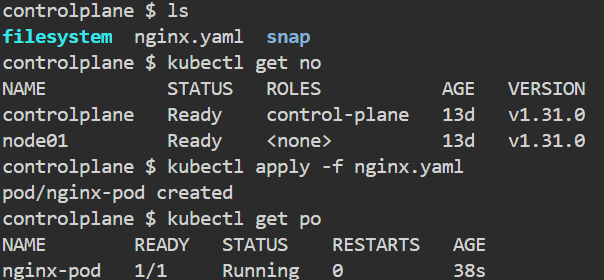 controlplane $ ls
filesystem  nginx.yaml  snap
controlplane $ kubectl get no
NAME           STATUS   ROLES           AGE   VERSION
controlplane   Ready    control-plane   13d   v1.31.0
node01         Ready    <none>          13d   v1.31.0
controlplane $ kubectl apply -f nginx.yaml
pod/nginx-pod created
controlplane $ kubectl get po
NAME        READY   STATUS    RESTARTS   AGE
nginx-pod   1/1     Running   0          38s